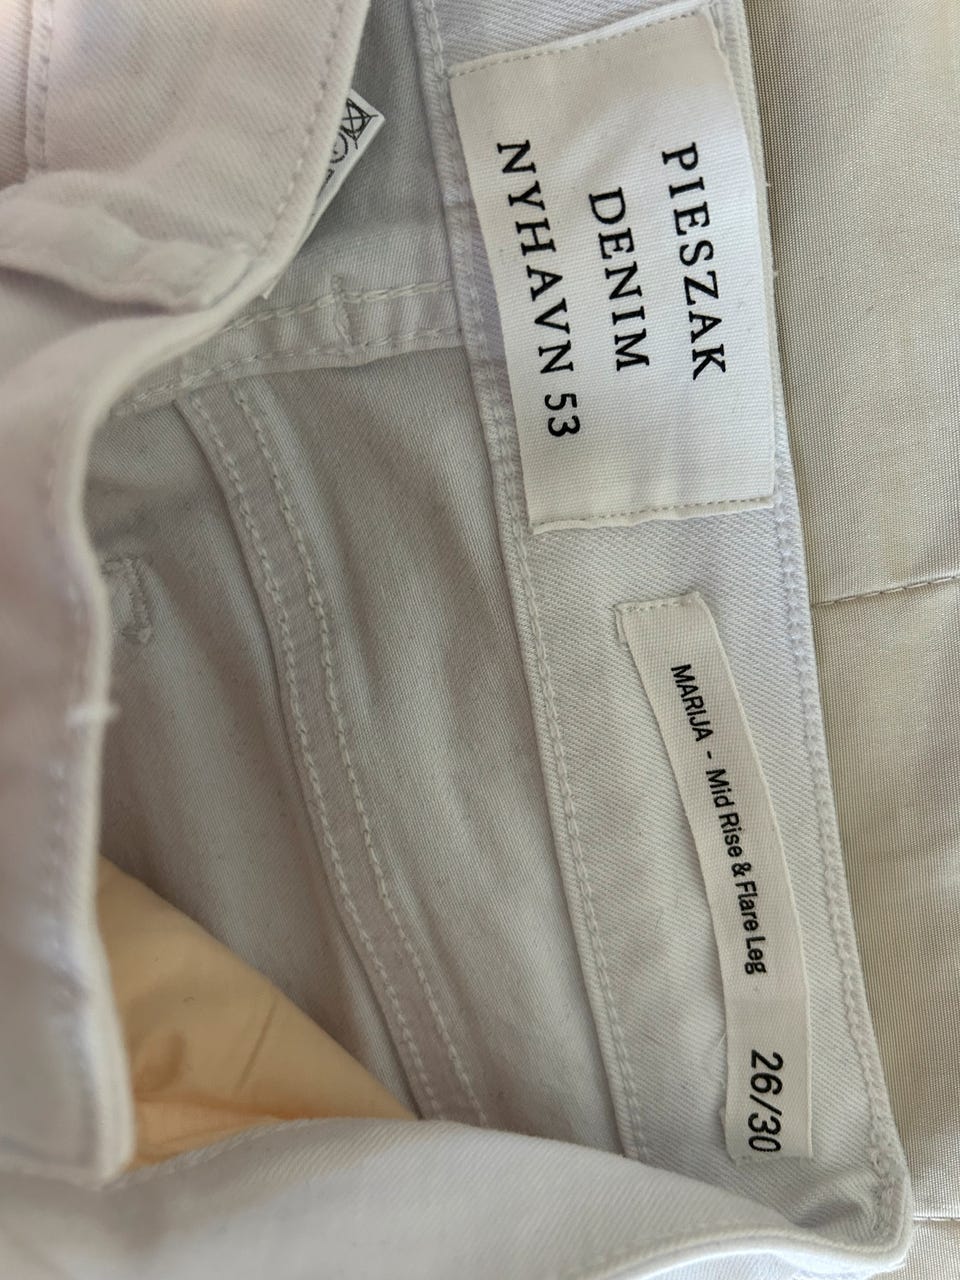 PIESZAK
DENIM
NYHAVN 53
MARIJA - Mid Rise & Flare Leg
26/30